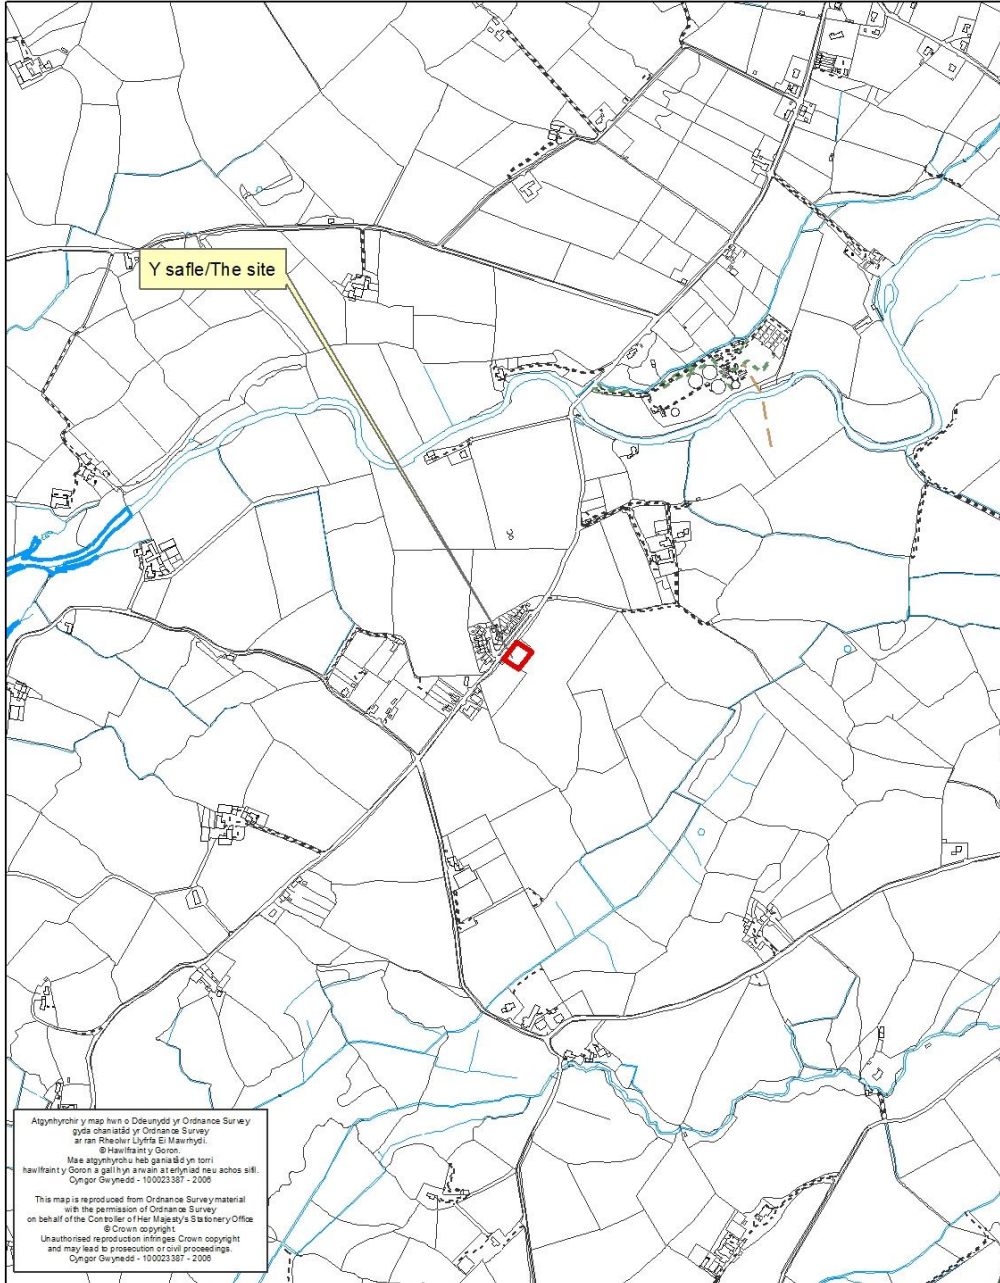 Y safle/The site
Atgynhyrchir y map hwn o Ddeunydd yr Ordnance Survey
gyda chaniatâd yr Ordnance Survey
ar ran Rheolwr Llyfrfa Ei Mawrhydi.
© Hawlfraint y Goron.
Mae atgynhyrchu heb ganiatâd yn torri
hawlfraint y Goron a gall hyn arwain at erlyniad neu achos sifil.
Cyngor Gwynedd - 100023387 - 2006
This map is reproduced from Ordnance Survey material
with the permission of Ordnance Survey
on behalf of the Controller of Her Majesty's Stationery Office
© Crown copyright.
Unauthorised reproduction infringes Crown copyright
and may lead to prosecution or civil proceedings.
Cyngor Gwynedd - 100023387 - 2006